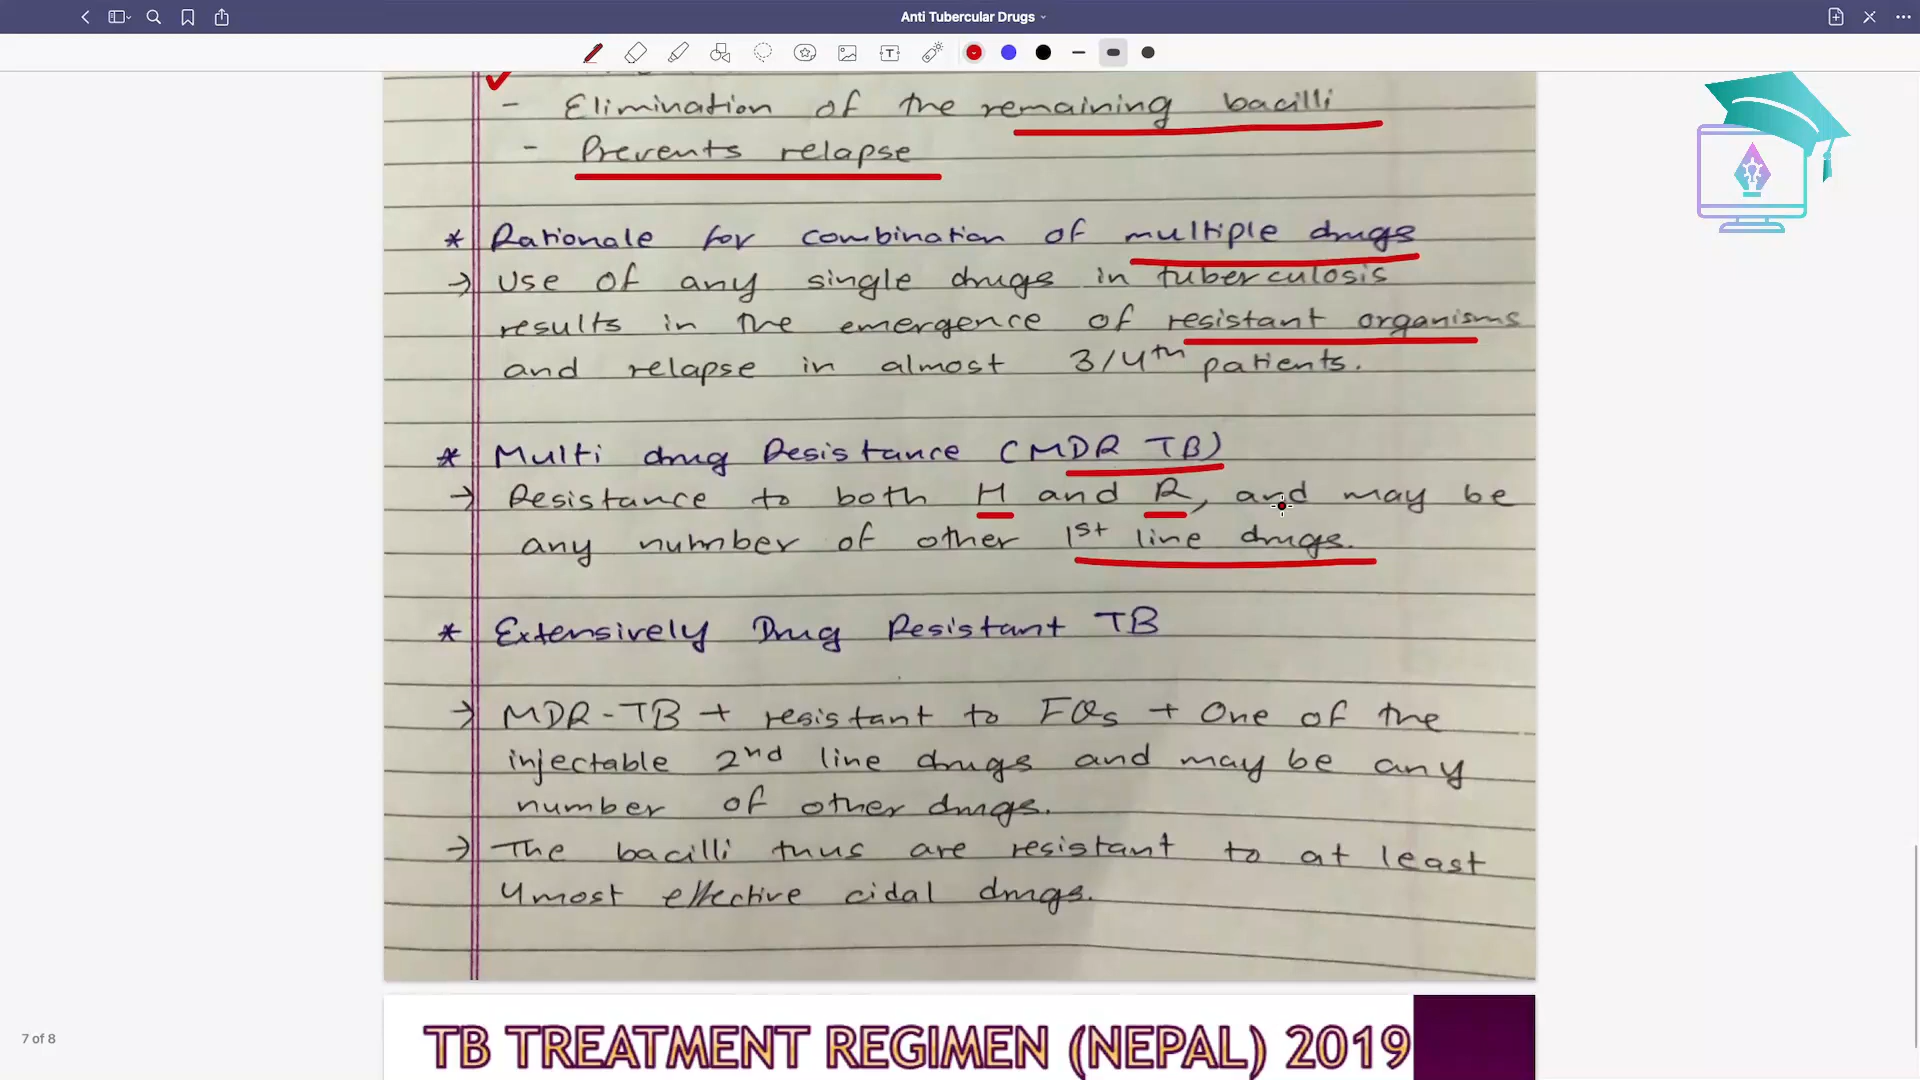 Anti Tubercular Drugs
- Elimination of the remaining bacilli
- Prevents relapse
* Rationale for combination of multiple drugs
→ Use of any single drugs in tuberculosis
results in the emergence of resistant organisms
and relapse in almost 3/4th patients.
* Multi drug Resistance (MDR TB)
→ Resistance to both H and R, and may be
any number of other 1st line drugs.
* Extensively Drug Resistant TB
→ MDR-TB + resistant to FQs + One of the
injectable 2nd line drugs and may be any
number of other drugs.
→ The bacilli thus are resistant to at least
4 most effective cidal drugs.
7 of 8
TB TREATMENT REGIMEN (NEPAL) 2019